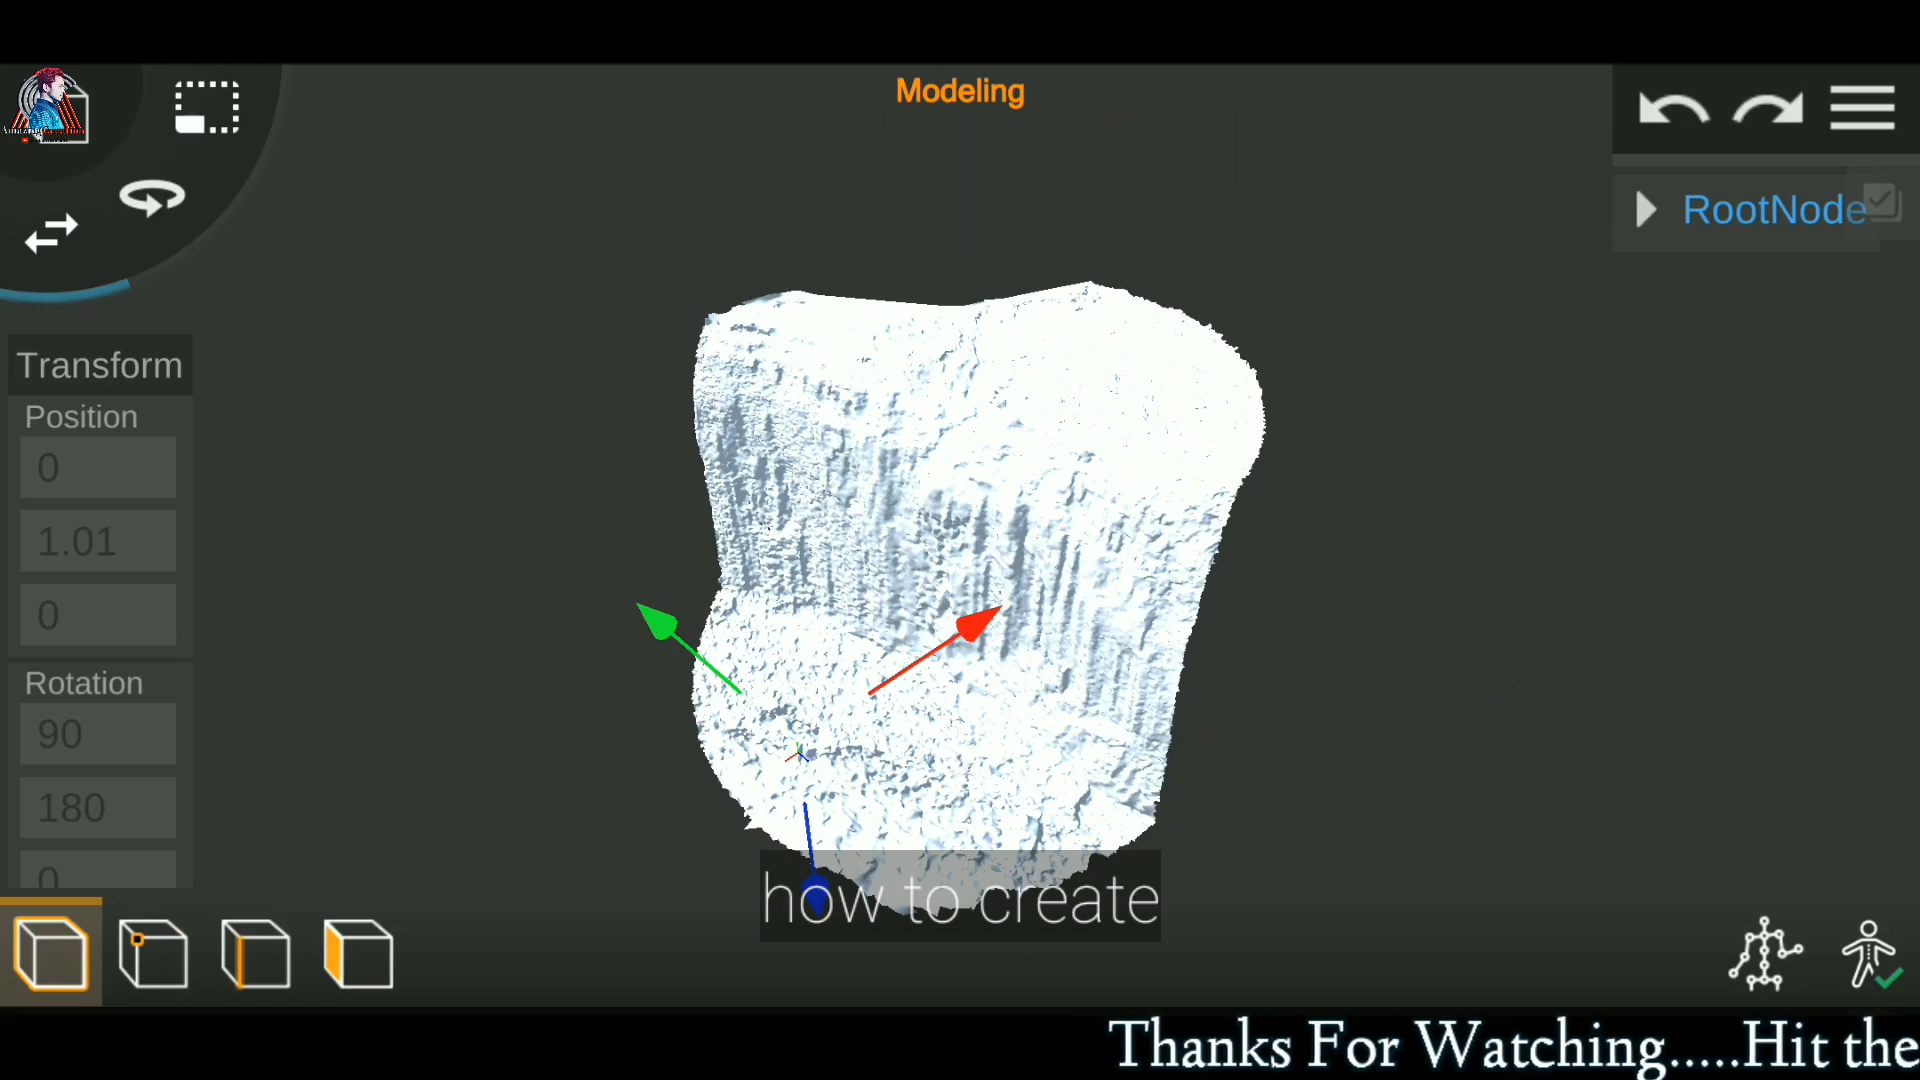 Modeling
RootNode
Transform
Position
0
1.01
0
Rotation
90
180
0
how to create
Thanks For Watching.....Hit the